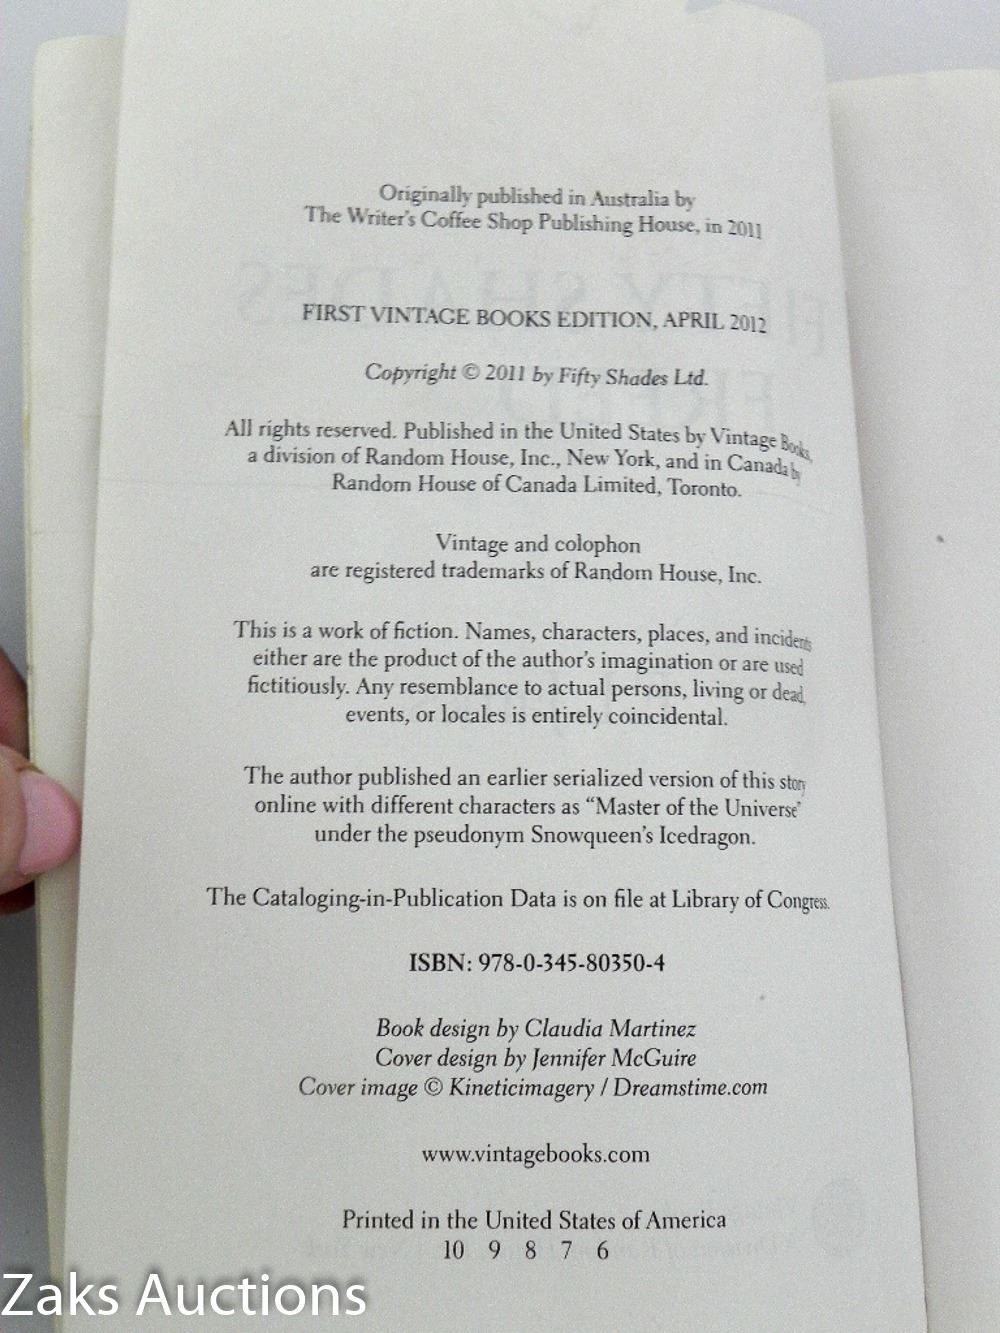 Originally published in Australia by
The Writer's Coffee Shop Publishing House, in 2011
FIRST VINTAGE BOOKS EDITION, APRIL 2012
Copyright © 2011 by Fifty Shades Ltd.
All rights reserved. Published in the United States by Vintage Books,
a division of Random House, Inc., New York, and in Canada by
Random House of Canada Limited, Toronto.
Vintage and colophon
are registered trademarks of Random House, Inc.
This is a work of fiction. Names, characters, places, and incidents
either are the product of the author's imagination or are used
fictitiously. Any resemblance to actual persons, living or dead,
events, or locales is entirely coincidental.
The author published an earlier serialized version of this story
online with different characters as “Master of the Universe”
under the pseudonym Snowqueen's Icedragon.
The Cataloging-in-Publication Data is on file at Library of Congress.
ISBN: 978-0-345-80350-4
Book design by Claudia Martinez
Cover design by Jennifer McGuire
Cover image © Kineticimagery / Dreamstime.com
www.vintagebooks.com
Printed in the United States of America
10 9 8 7 6
Zaks Auctions